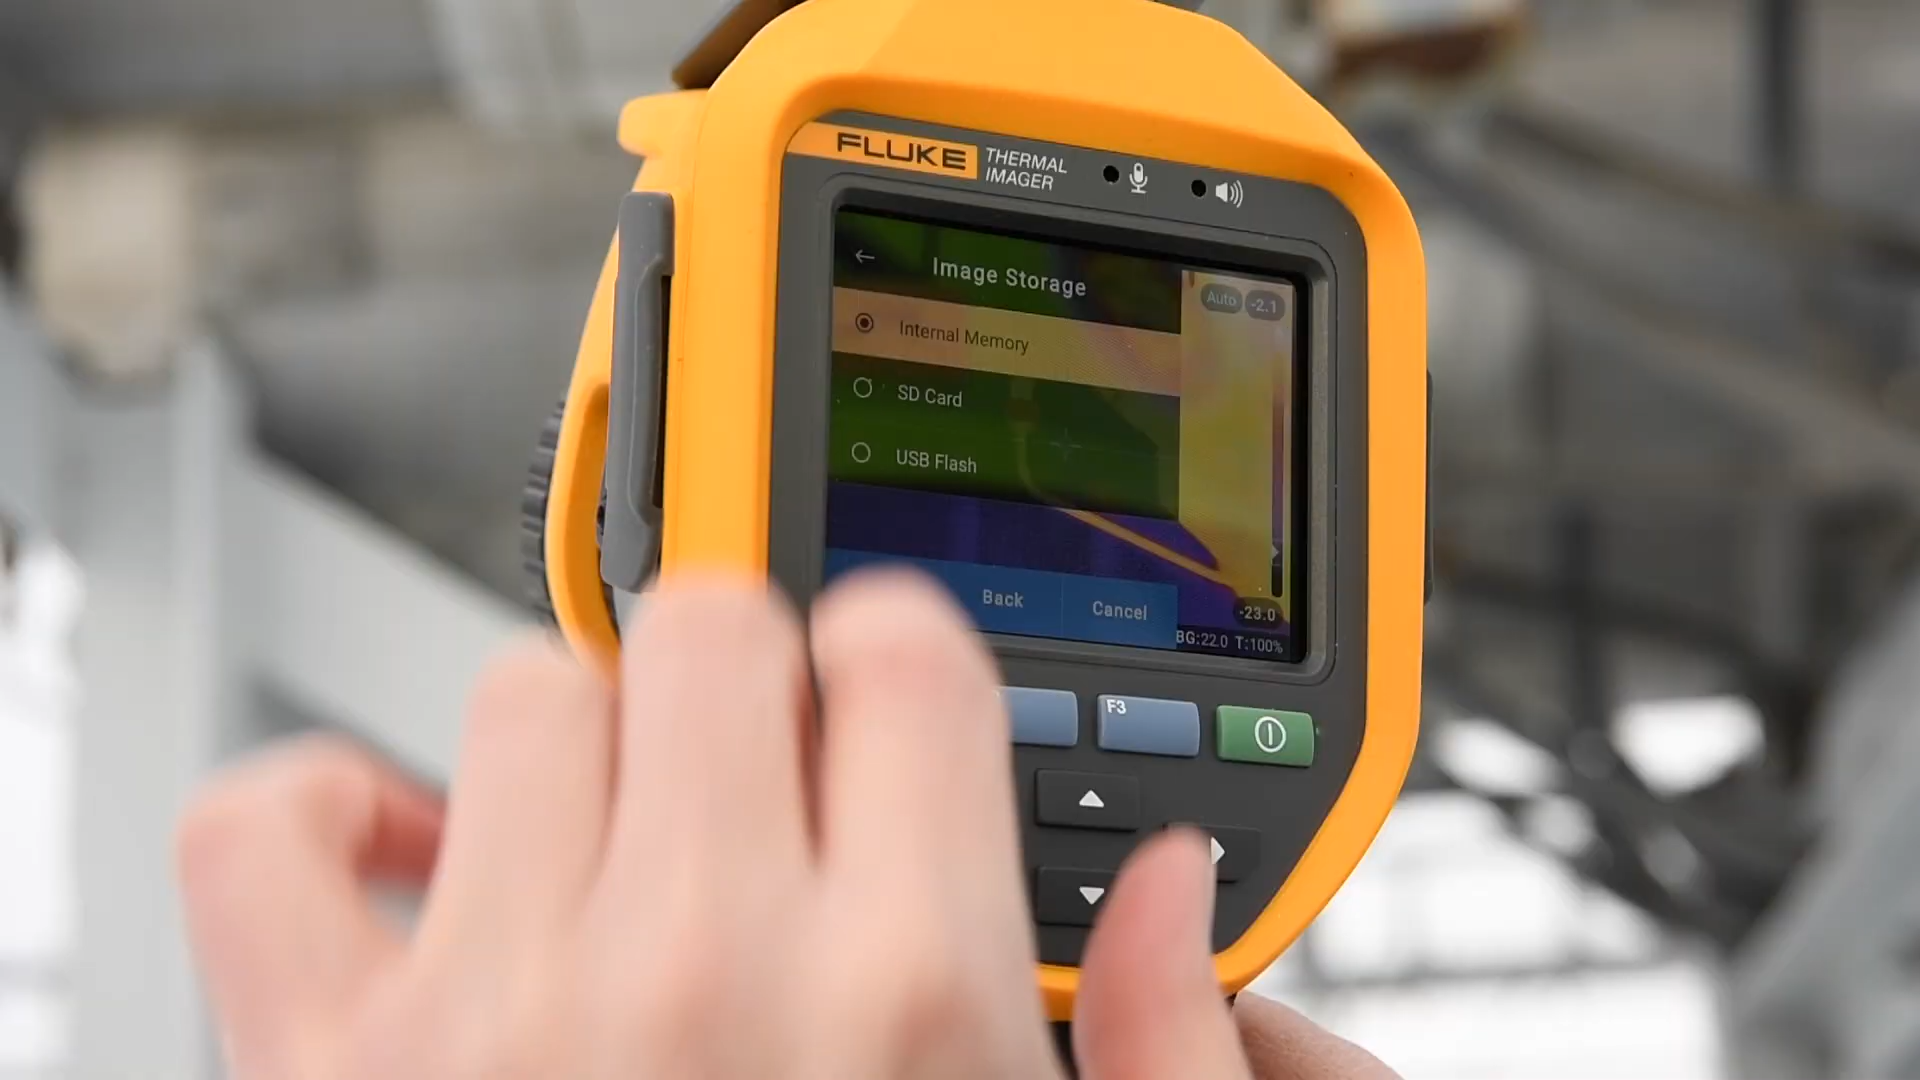 FLUKE
THERMAL
IMAGER
Image Storage
Auto -2.1
Internal Memory
SD Card
USB Flash
Back
Cancel
-23.0
BG:22.0 T:100%
F3